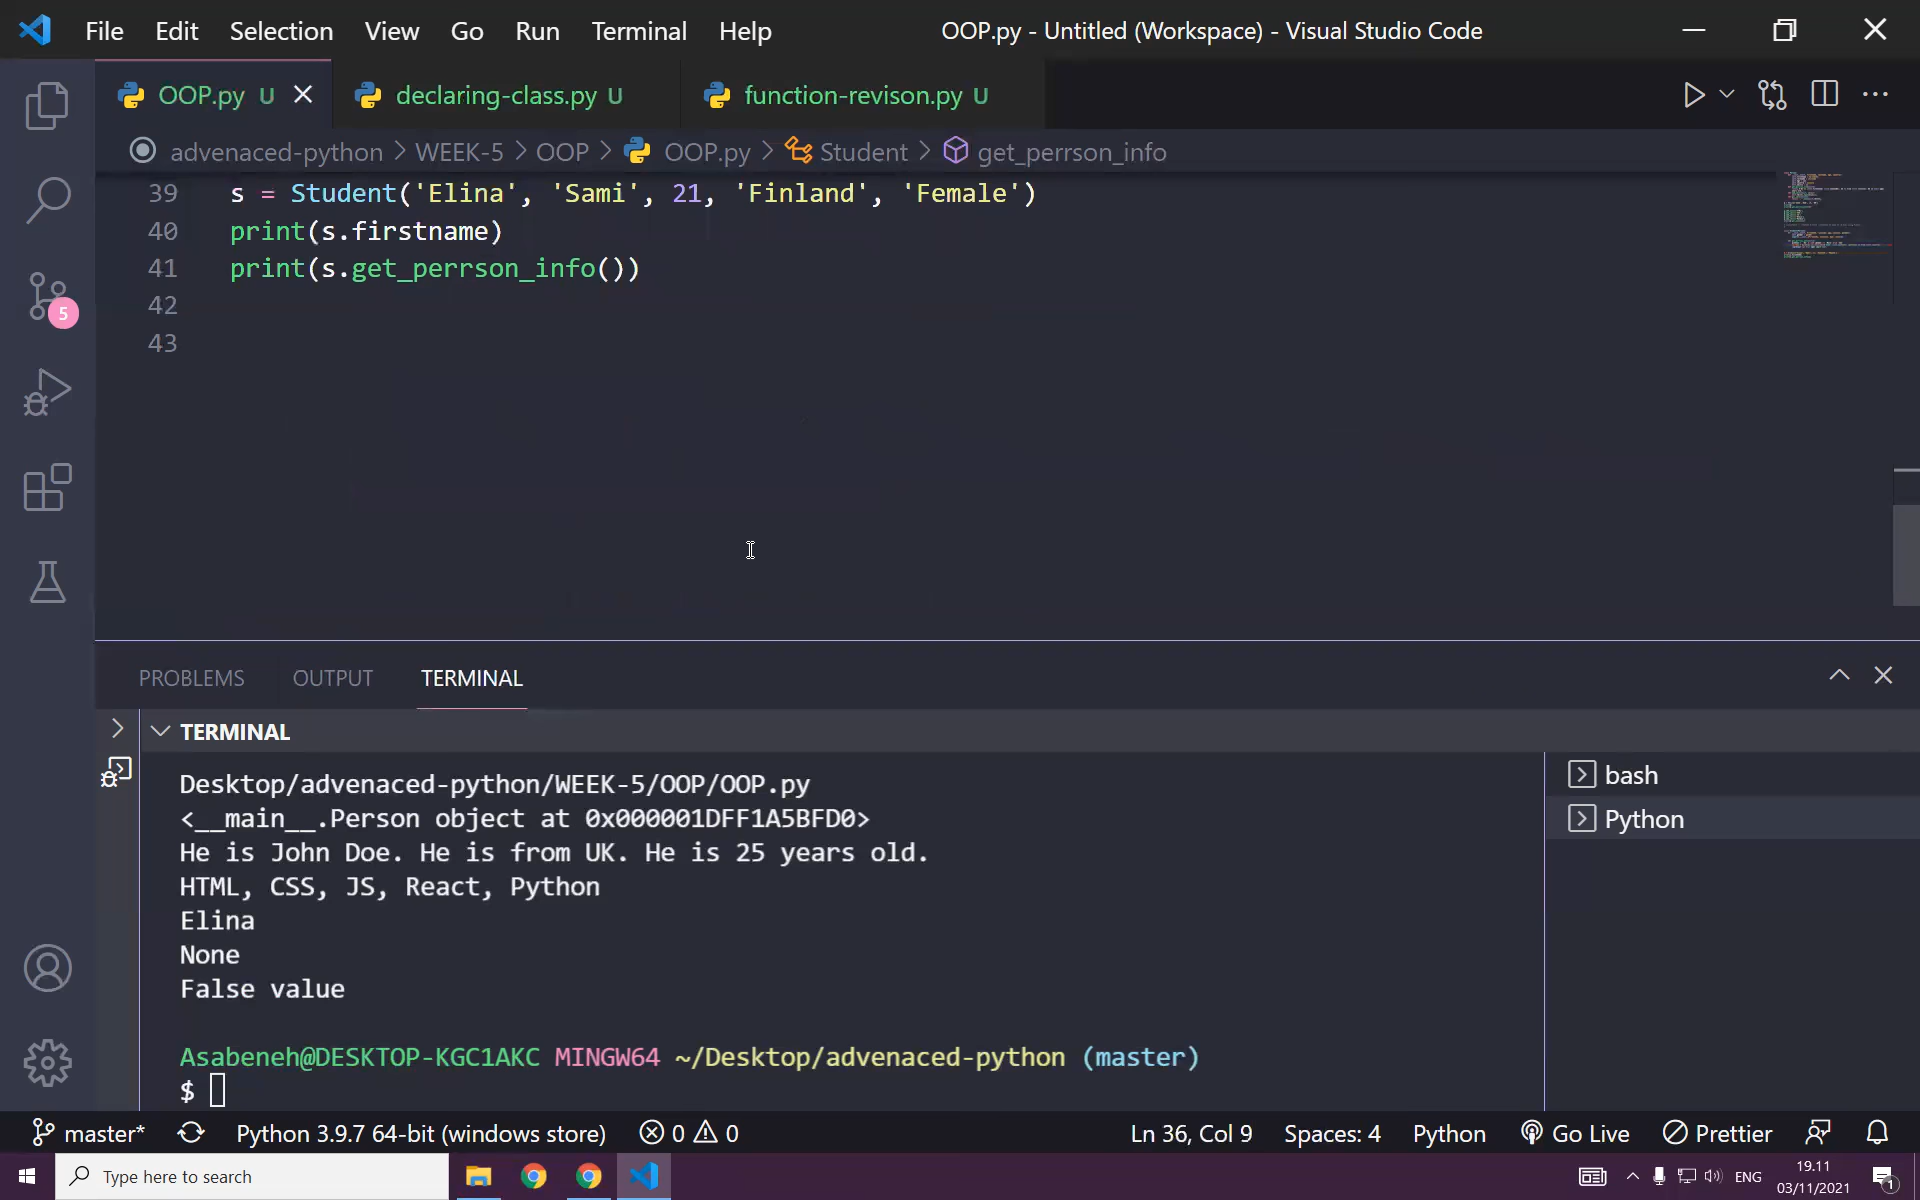 File Edit Selection View Go Run Terminal Help OOP.py - Untitled (Workspace) - Visual Studio Code
OOP.py U declaring-class.py U function-revison.py U
advenaced-python > WEEK-5 > OOP > OOP.py > Student > get_perrson_info
39 s = Student('Elina', 'Sami', 21, 'Finland', 'Female')
40 print(s.firstname)
41 print(s.get_perrson_info())
42
43
5
PROBLEMS OUTPUT TERMINAL
TERMINAL
Desktop/advenaced-python/WEEK-5/OOP/OOP.py
<__main__.Person object at 0x000001DFF1A5BFD0>
He is John Doe. He is from UK. He is 25 years old.
HTML, CSS, JS, React, Python
Elina
None
False value
Asabeneh@DESKTOP-KGC1AKC MINGW64 ~/Desktop/advenaced-python (master)
$
bash
Python
master* Python 3.9.7 64-bit (windows store) 0 0 Ln 36, Col 9 Spaces: 4 Python Go Live Prettier
Type here to search ENG 19.11
03/11/2021 1